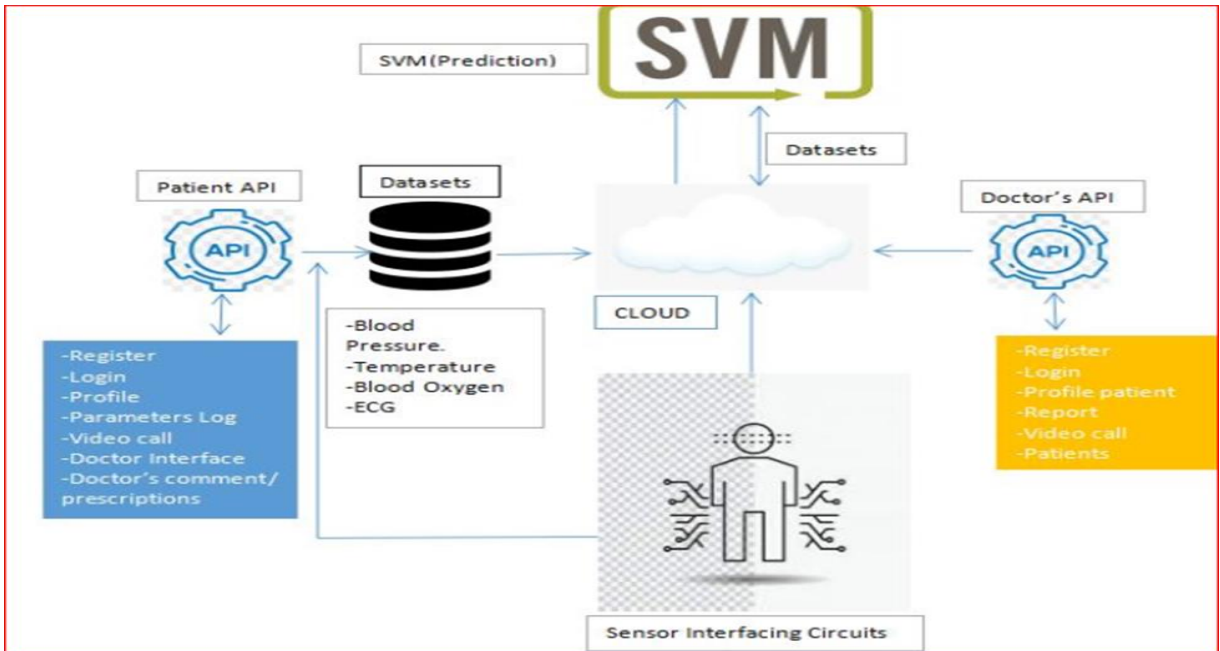 SVM
SVM(Prediction)
Datasets
Patient API
Datasets
Doctor's API
API
API
CLOUD
-Blood
Pressure.
-Temperature
-Blood Oxygen
-ECG
-Register
-Login
-Profile
-Parameters Log
-Video call
-Doctor Interface
-Doctor's comment/
prescriptions
-Register
-Login
-Profile patient
-Report
-Video call
-Patients
Sensor Interfacing Circuits